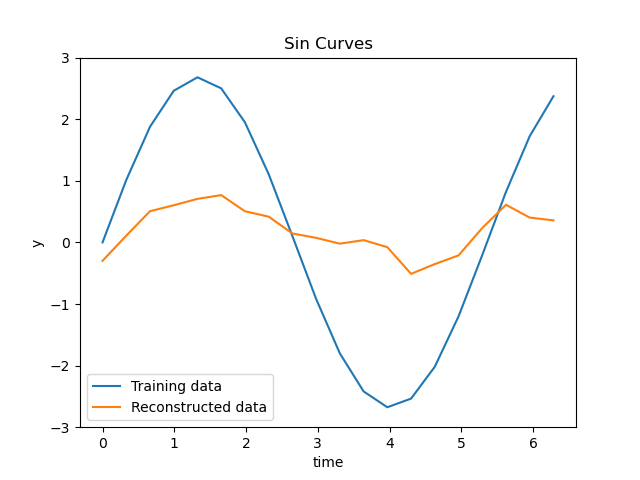 Sin Curves
3
2
1
0
−1
−2
−3
y
Training data
Reconstructed data
0 1 2 3 4 5 6
time